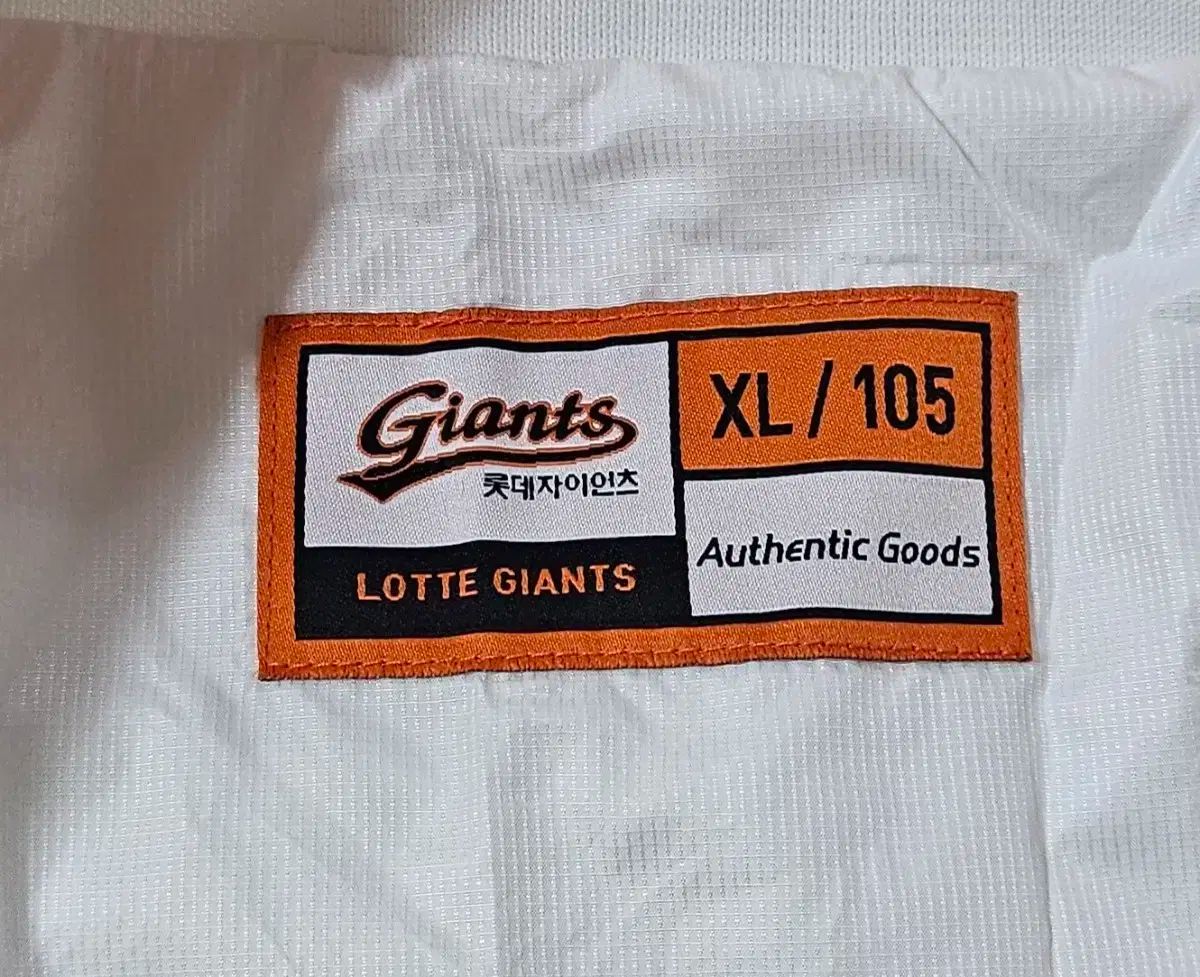 Giants
롯데자이언츠
LOTTE GIANTS
XL / 105
Authentic Goods